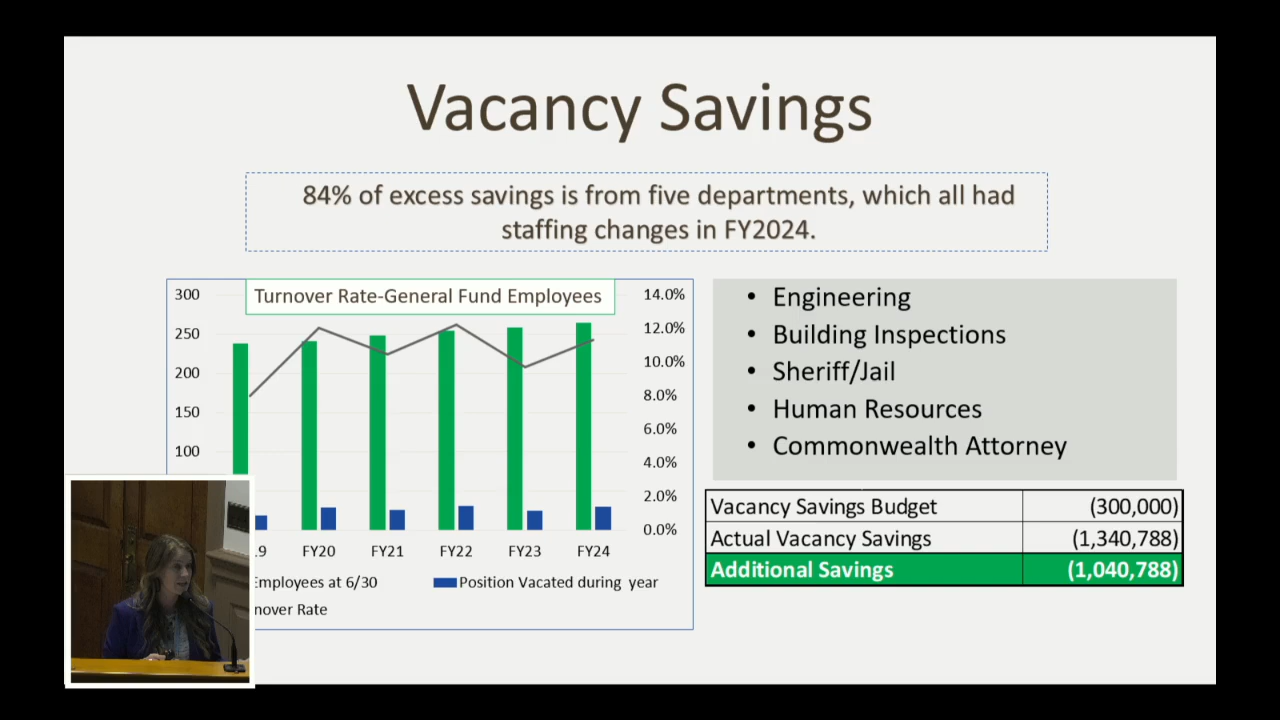 Vacancy Savings
84% of excess savings is from five departments, which all had
staffing changes in FY2024.
Turnover Rate-General Fund Employees
300
250
200
150
100
14.0%
12.0%
10.0%
8.0%
6.0%
4.0%
2.0%
0.0%
19 FY20 FY21 FY22 FY23 FY24
Employees at 6/30 Position Vacated during year
nover Rate
• Engineering
• Building Inspections
• Sheriff/Jail
• Human Resources
• Commonwealth Attorney
Vacancy Savings Budget (300,000)
Actual Vacancy Savings (1,340,788)
Additional Savings (1,040,788)